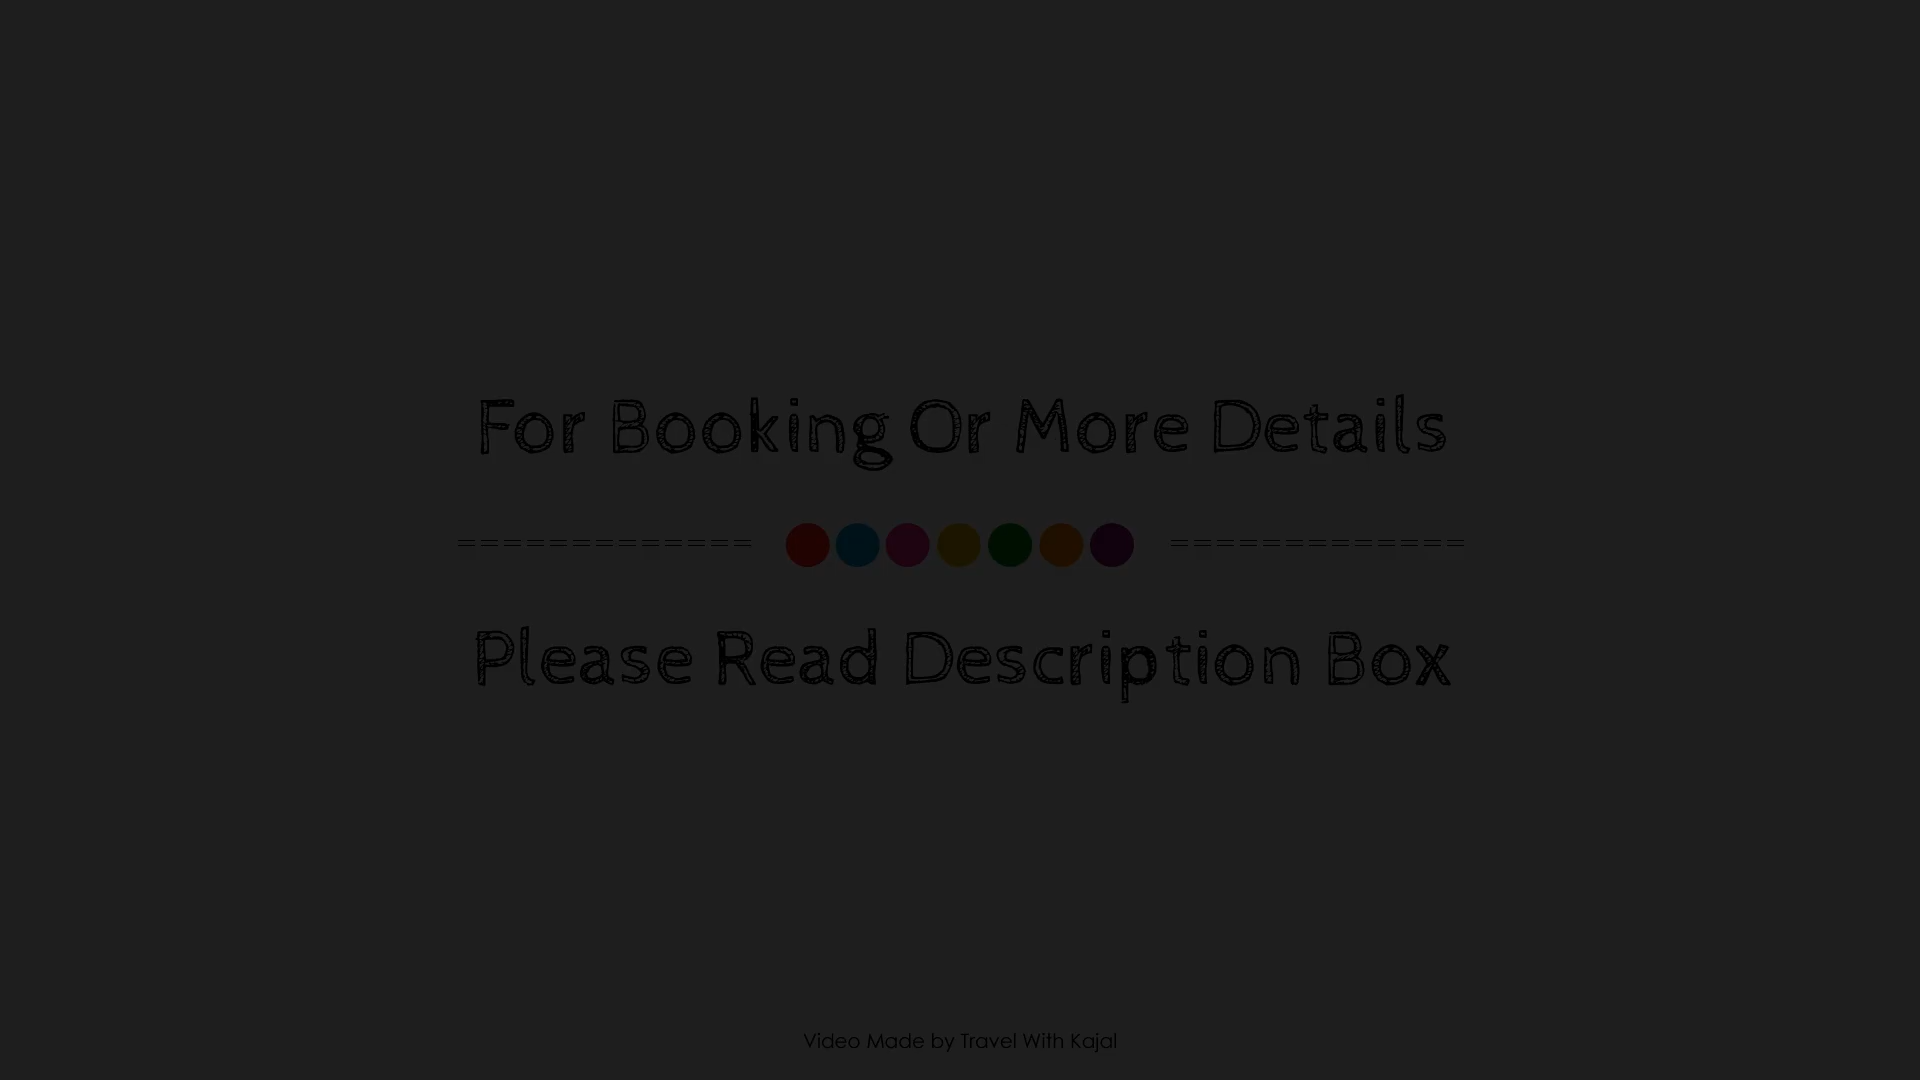 For Booking Or More Details
============= =============
Please Read Description Box
Video Made by Travel With Kajal